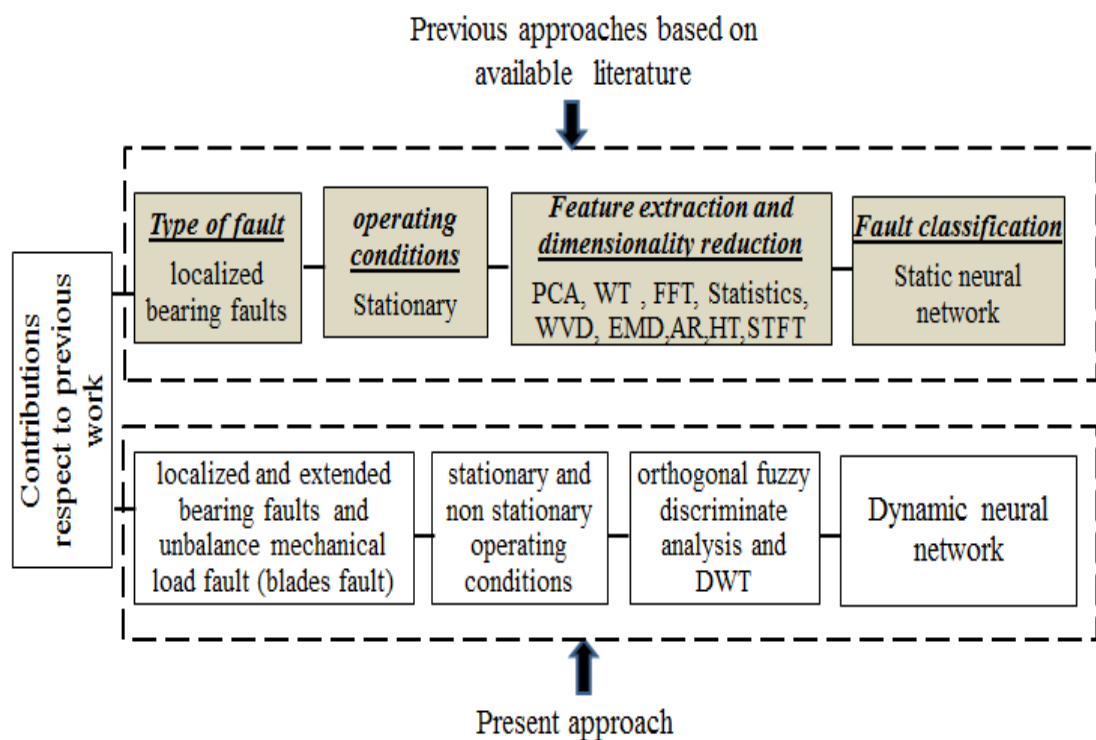 Previous approaches based on
available literature
Type of fault
localized
bearing faults
operating
conditions
Stationary
Feature extraction and
dimensionality reduction
PCA, WT , FFT, Statistics,
WVD, EMD,AR,HT,STFT
Fault classification
Static neural
network
Contributions
respect to previous
work
localized and extended
bearing faults and
unbalance mechanical
load fault (blades fault)
stationary and
non stationary
operating
conditions
orthogonal fuzzy
discriminate
analysis and
DWT
Dynamic neural
network
Present approach